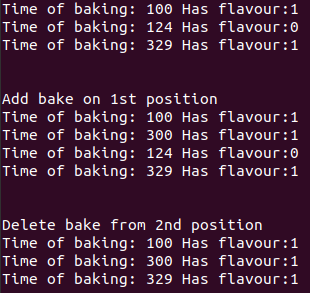 Time of baking: 100 Has flavour:1
Time of baking: 124 Has flavour:0
Time of baking: 329 Has flavour:1
Add bake on 1st position
Time of baking: 100 Has flavour:1
Time of baking: 300 Has flavour:1
Time of baking: 124 Has flavour:0
Time of baking: 329 Has flavour:1
Delete bake from 2nd position
Time of baking: 100 Has flavour:1
Time of baking: 300 Has flavour:1
Time of baking: 329 Has flavour:1